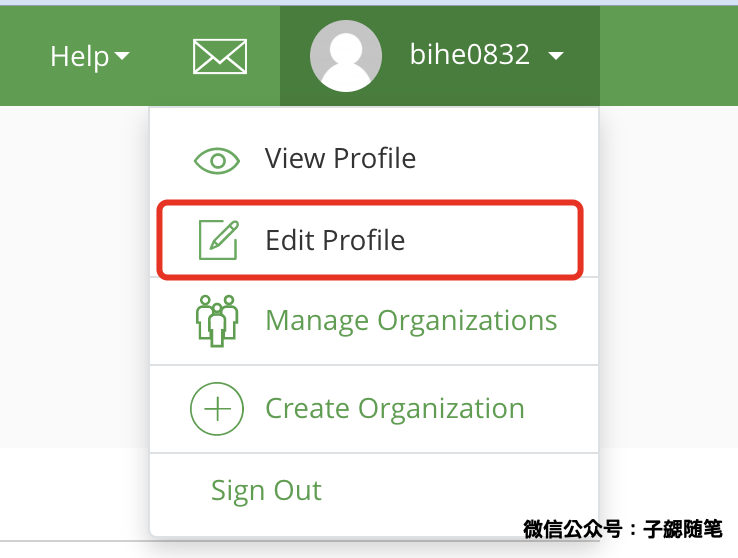 Help
bihe0832
View Profile
Edit Profile
Manage Organizations
Create Organization
Sign Out
微信公众号：子勰随笔